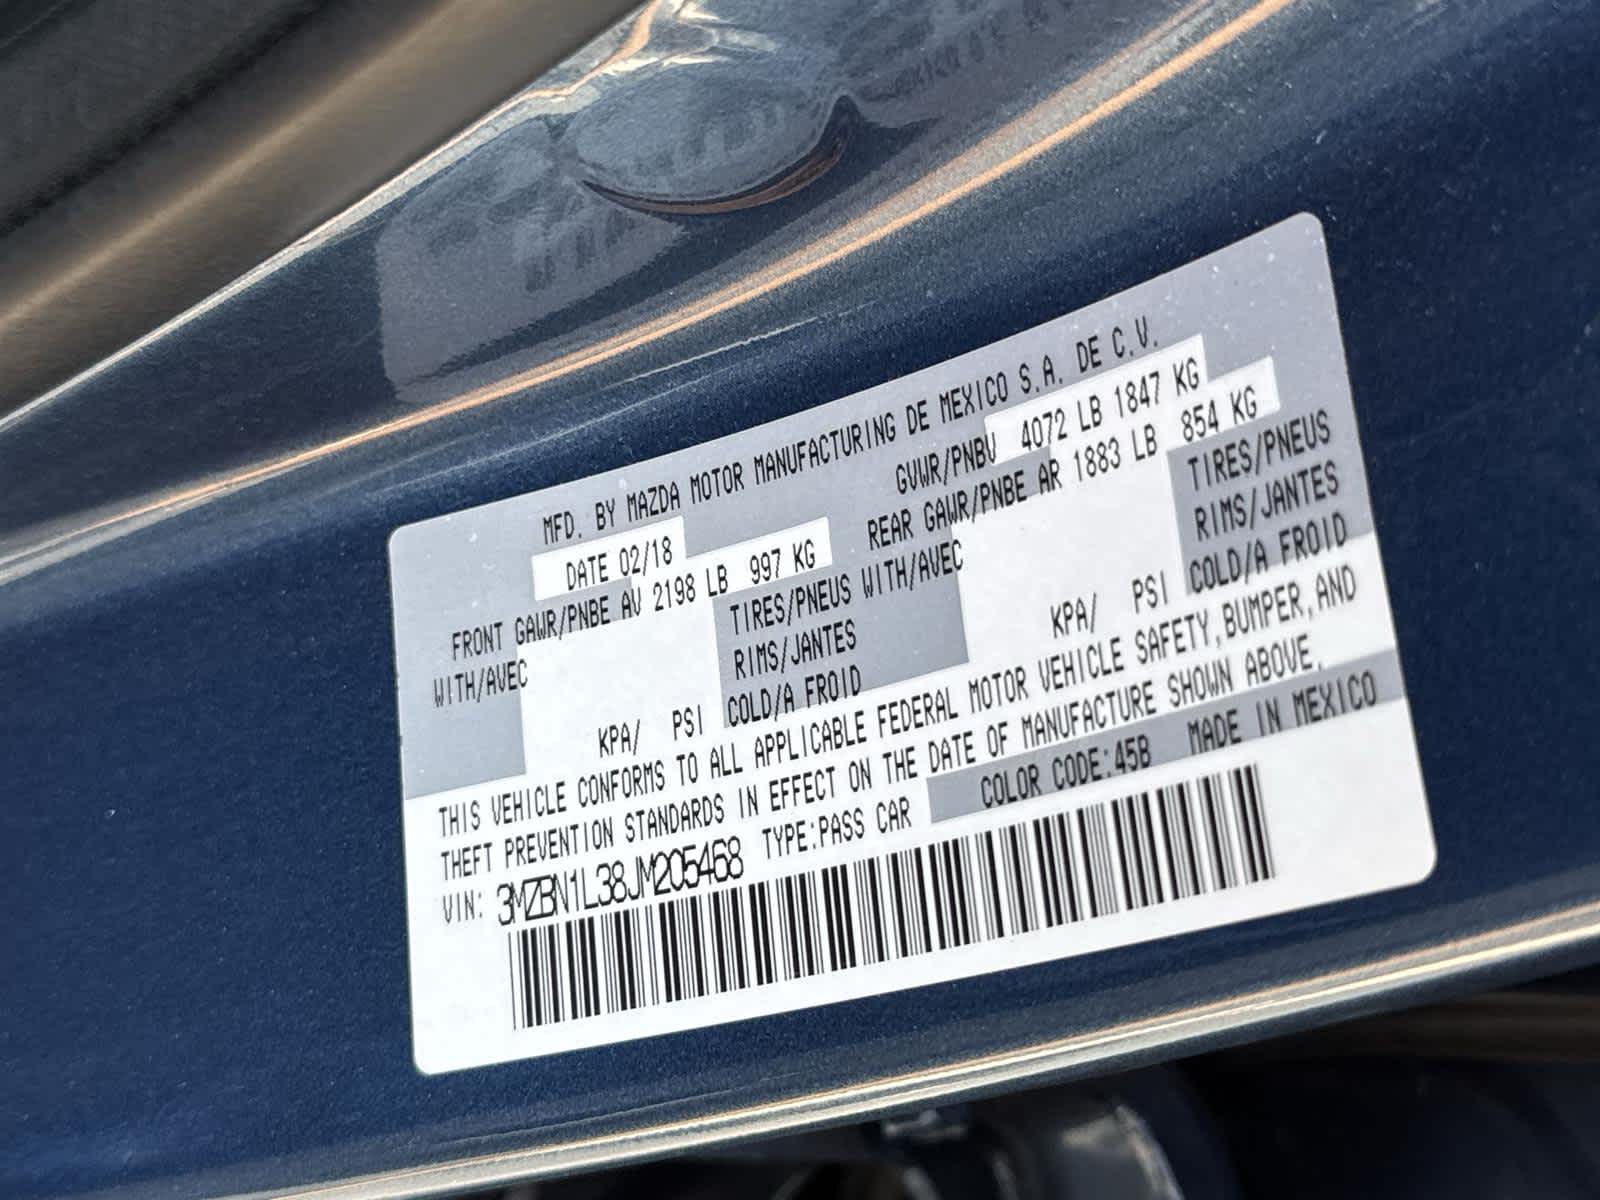 MFD. BY MAZDA MOTOR MANUFACTURING DE MEXICO S.A. DE C.V.
DATE 02/18 GVWR/PNBV 4072 LB 1847 KG
FRONT GAWR/PNBE AV 2198 LB 997 KG REAR GAWR/PNBE AR 1883 LB 854 KG
WITH/AVEC TIRES/PNEUS WITH/AVEC TIRES/PNEUS
RIMS/JANTES RIMS/JANTES
KPA/ PSI COLD/A FROID KPA/ PSI COLD/A FROID
THIS VEHICLE CONFORMS TO ALL APPLICABLE FEDERAL MOTOR VEHICLE SAFETY, BUMPER, AND
THEFT PREVENTION STANDARDS IN EFFECT ON THE DATE OF MANUFACTURE SHOWN ABOVE.
VIN: 3MZBN1L38JM205468 TYPE:PASS CAR COLOR CODE:45B MADE IN MEXICO